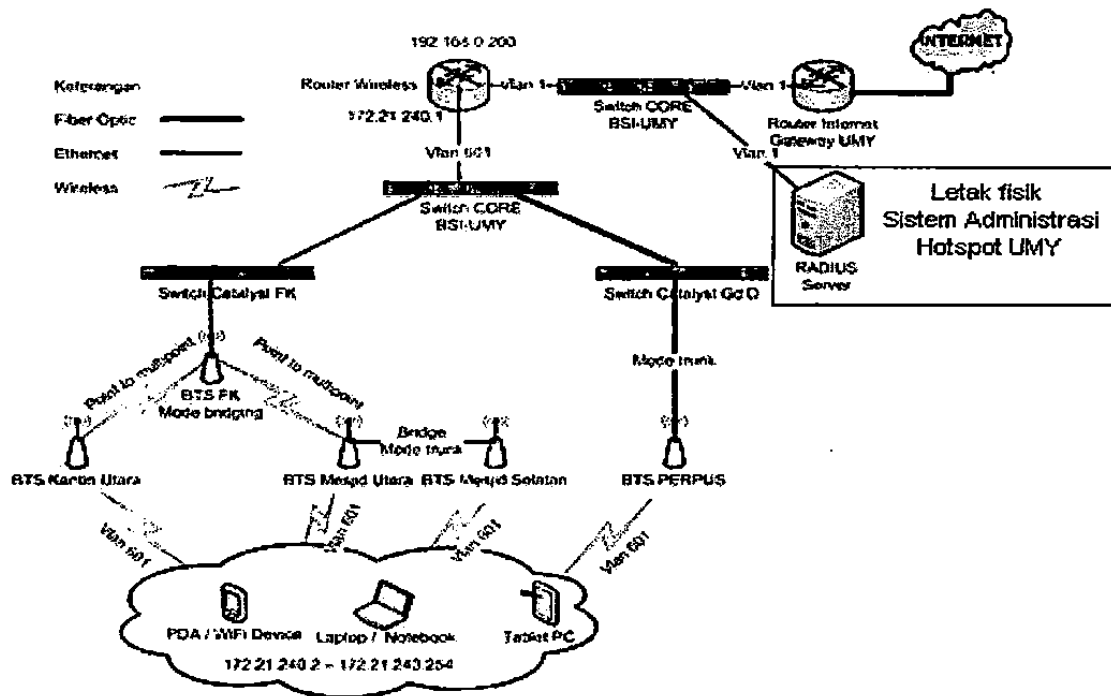 192.168.0.200
INTERNET
Keterangan
Router Wireless
Vlan 1
Vlan 1
Switch CORE
BSI-UMY
Router Internet
Gateway UMY
Fiber Optic
172.21.240.1
Ethernet
Vlan 601
Vlan 1
Wireless
Switch CORE
BSI-UMY
Letak fisik
Sistem Administrasi
Hotspot UMY
RADIUS
Server
Switch Catalyst FK
Switch Catalyst Gd D
Point to multipoint
Point to multipoint
Mode trunk
BTS FK
Mode bridging
Bridge
Mode trunk
BTS Kantin Utara
BTS Mesjid Utara
BTS Mesjid Selatan
BTS PERPUS
Vlan 601
Vlan 601
Vlan 601
Vlan 601
PDA / WiFi Device
Laptop / Notebook
Tablet PC
172.21.240.2 – 172.21.243.254